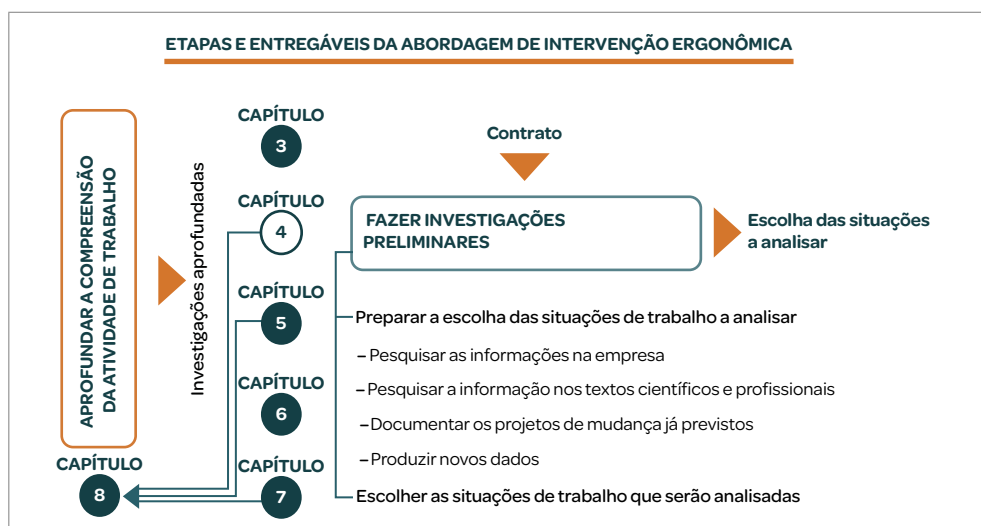 ETAPAS E ENTREGÁVEIS DA ABORDAGEM DE INTERVENÇÃO ERGONÔMICA
APROFUNDAR A COMPREENSÃO
DA ATIVIDADE DE TRABALHO
Investigações aprofundadas
CAPÍTULO
3
CAPÍTULO
4
CAPÍTULO
5
CAPÍTULO
6
CAPÍTULO
7
CAPÍTULO
8
Contrato
FAZER INVESTIGAÇÕES
PRELIMINARES
Escolha das situações
a analisar
Preparar a escolha das situações de trabalho a analisar
– Pesquisar as informações na empresa
– Pesquisar a informação nos textos científicos e profissionais
– Documentar os projetos de mudança já previstos
– Produzir novos dados
Escolher as situações de trabalho que serão analisadas